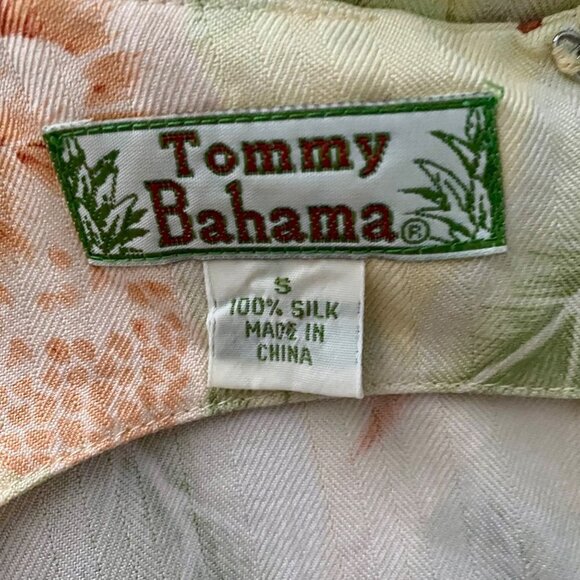 Tommy
Bahama®
S
100% SILK
MADE IN
CHINA